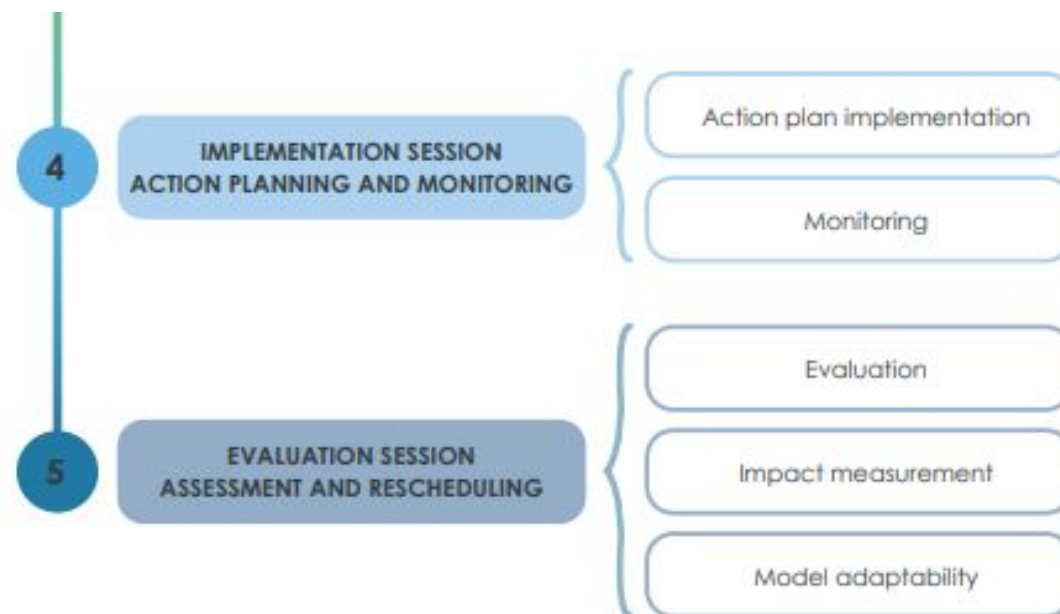 4
IMPLEMENTATION SESSION
ACTION PLANNING AND MONITORING
Action plan implementation
Monitoring
5
EVALUATION SESSION
ASSESSMENT AND RESCHEDULING
Evaluation
Impact measurement
Model adaptability